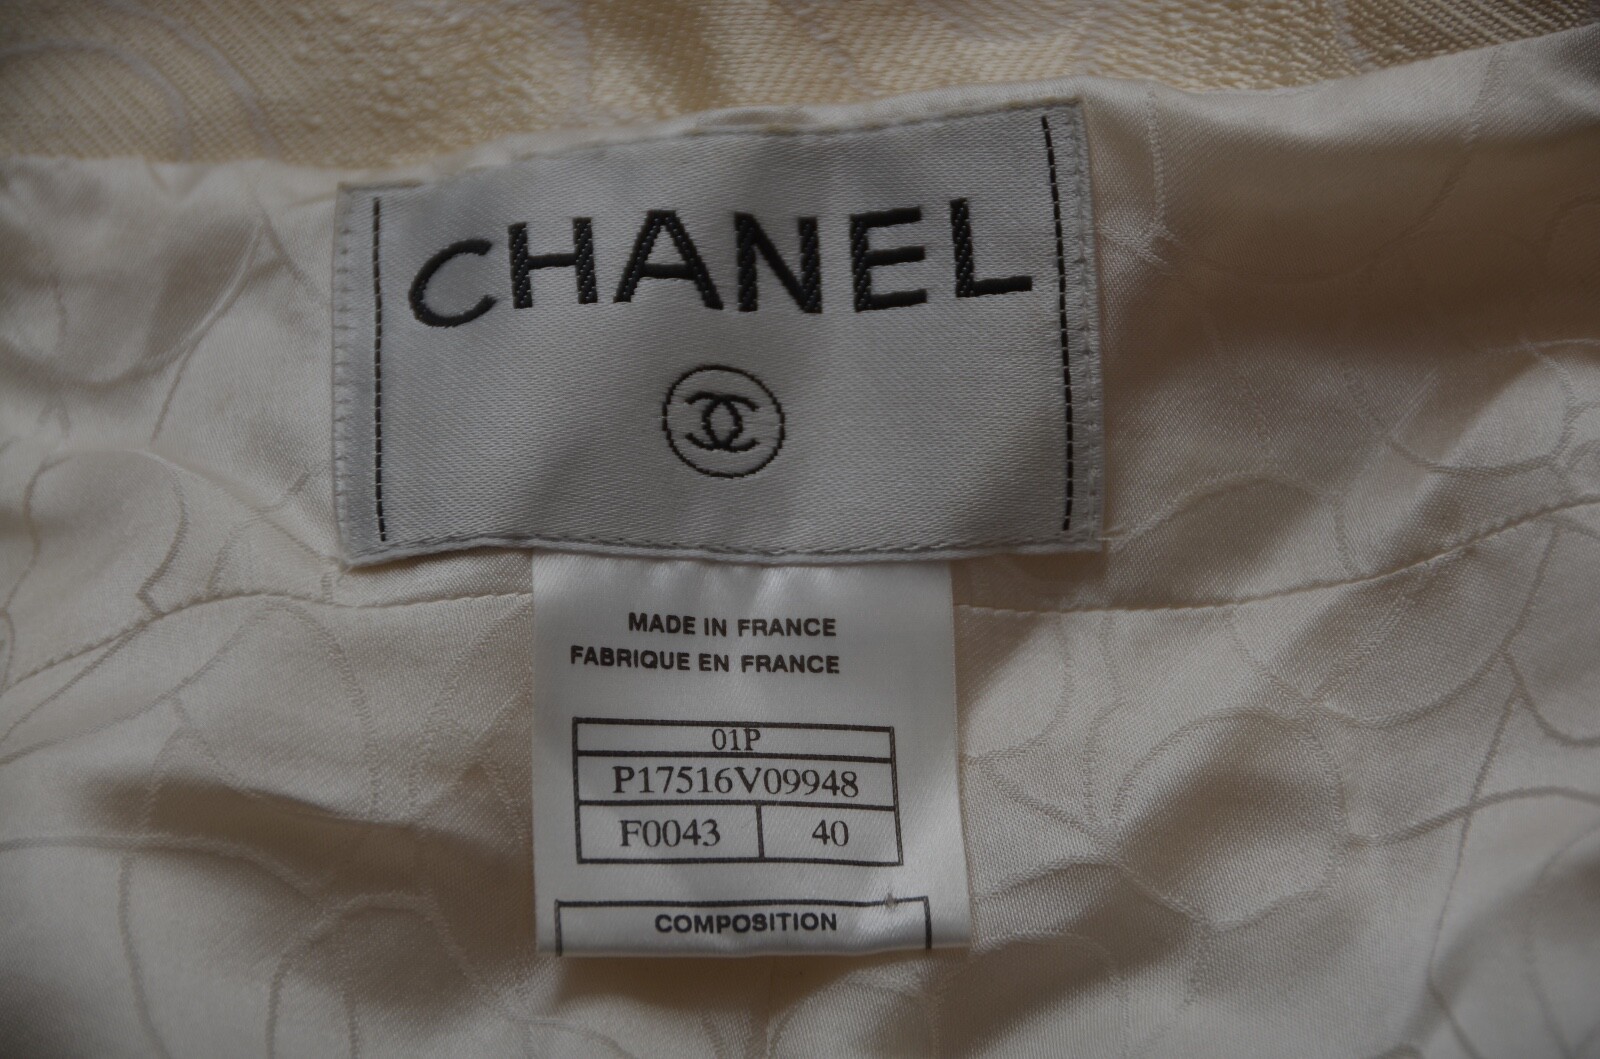 CHANEL
MADE IN FRANCE
FABRIQUE EN FRANCE
01P
P17516V09948
F0043 40
COMPOSITION